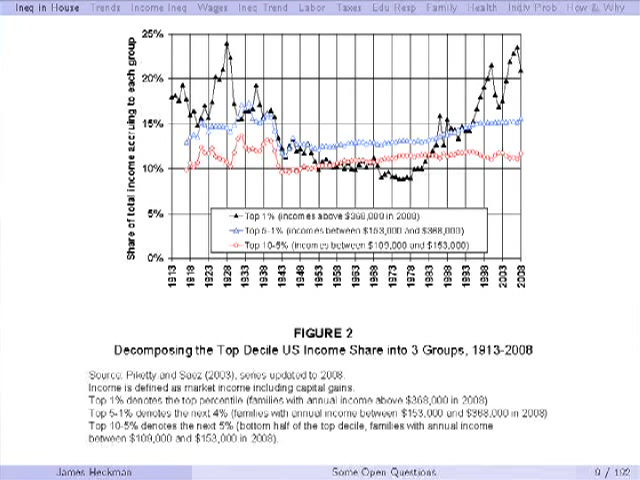 Ineq in House Trends Income Ineq Wages Ineq Trend Labor Taxes Edu Resp Family Health Indiv Prob How & Why
Share of total income accruing to each group
25%
20%
15%
10%
5%
0%
Top 1% (incomes above $368,000 in 2008)
Top 5-1% (incomes between $153,000 and $368,000)
Top 10-5% (incomes between $109,000 and $153,000)
1913 1918 1923 1928 1933 1938 1943 1948 1953 1958 1963 1968 1973 1978 1983 1988 1993 1998 2003 2008
FIGURE 2
Decomposing the Top Decile US Income Share into 3 Groups, 1913-2008
Source: Piketty and Saez (2003), series updated to 2008.
Income is defined as market income including capital gains.
Top 1% denotes the top percentile (families with annual income above $368,000 in 2008)
Top 5-1% denotes the next 4% (families with annual income between $153,000 and $368,000 in 2008)
Top 10-5% denotes the next 5% (bottom half of the top decile, families with annual income
between $109,000 and $153,000 in 2008).
James Heckman Some Open Questions 9 / 192